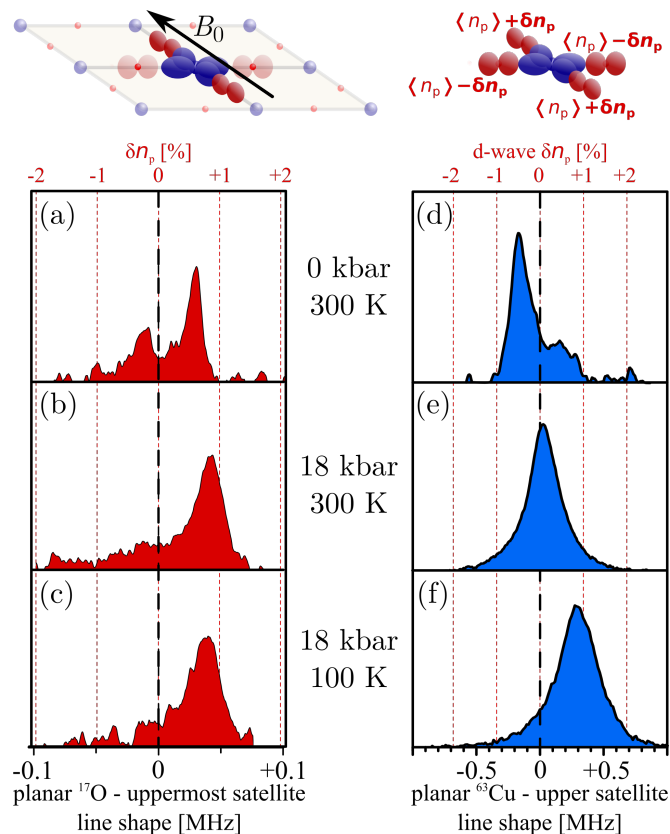 B₀
⟨nₚ⟩+δnₚ
⟨nₚ⟩−δnₚ
⟨nₚ⟩−δnₚ
⟨nₚ⟩+δnₚ
δnₚ [%]
-2 -1 0 +1 +2
d-wave δnₚ [%]
-2 -1 0 +1 +2
(a)
0 kbar
300 K
(d)
(b)
18 kbar
300 K
(e)
(c)
18 kbar
100 K
(f)
-0.1 0 +0.1
planar ¹⁷O - uppermost satellite
line shape [MHz]
-0.5 0 +0.5
planar ⁶³Cu - upper satellite
line shape [MHz]